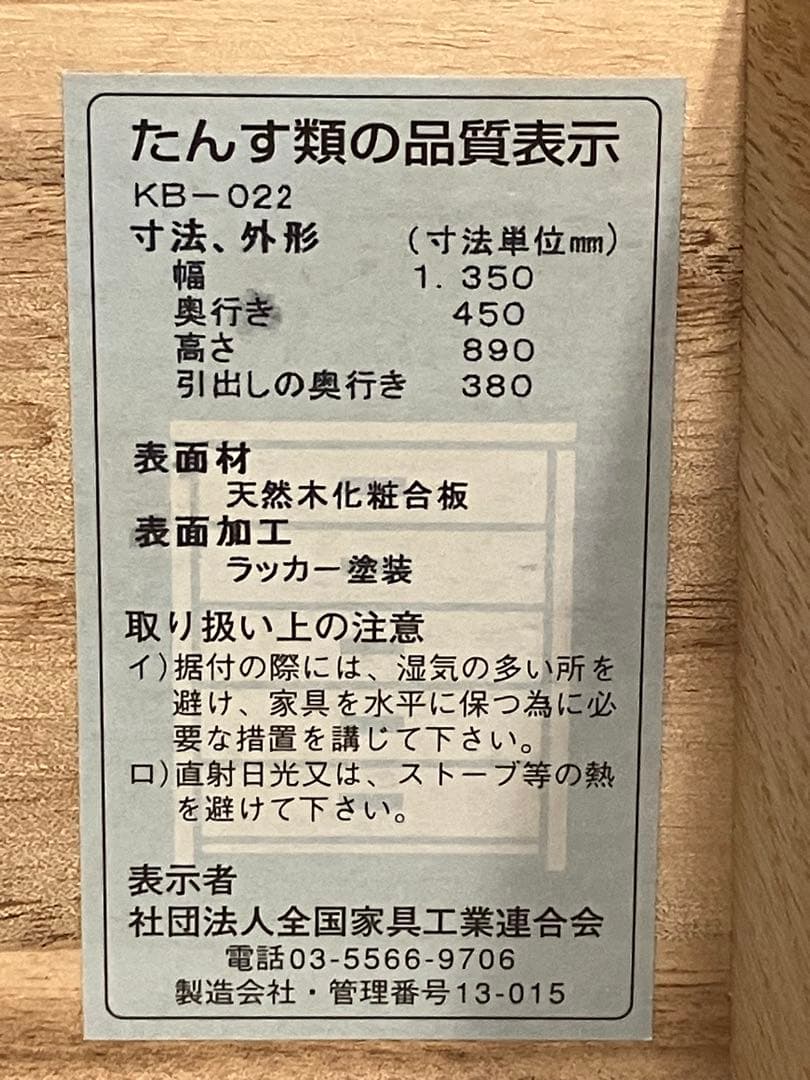 たんす類の品質表示
KB－022
寸法、外形　（寸法単位㎜）
幅　1. 350
奥行き　450
高さ　890
引出しの奥行き　380
表面材
天然木化粧合板
表面加工
ラッカー塗装
取り扱い上の注意
イ）据付の際には、湿気の多い所を
避け、家具を水平に保つ為に必
要な措置を講じて下さい。
ロ）直射日光又は、ストーブ等の熱
を避けて下さい。
表示者
社団法人全国家具工業連合会
電話03-5566-9706
製造会社・管理番号13-015